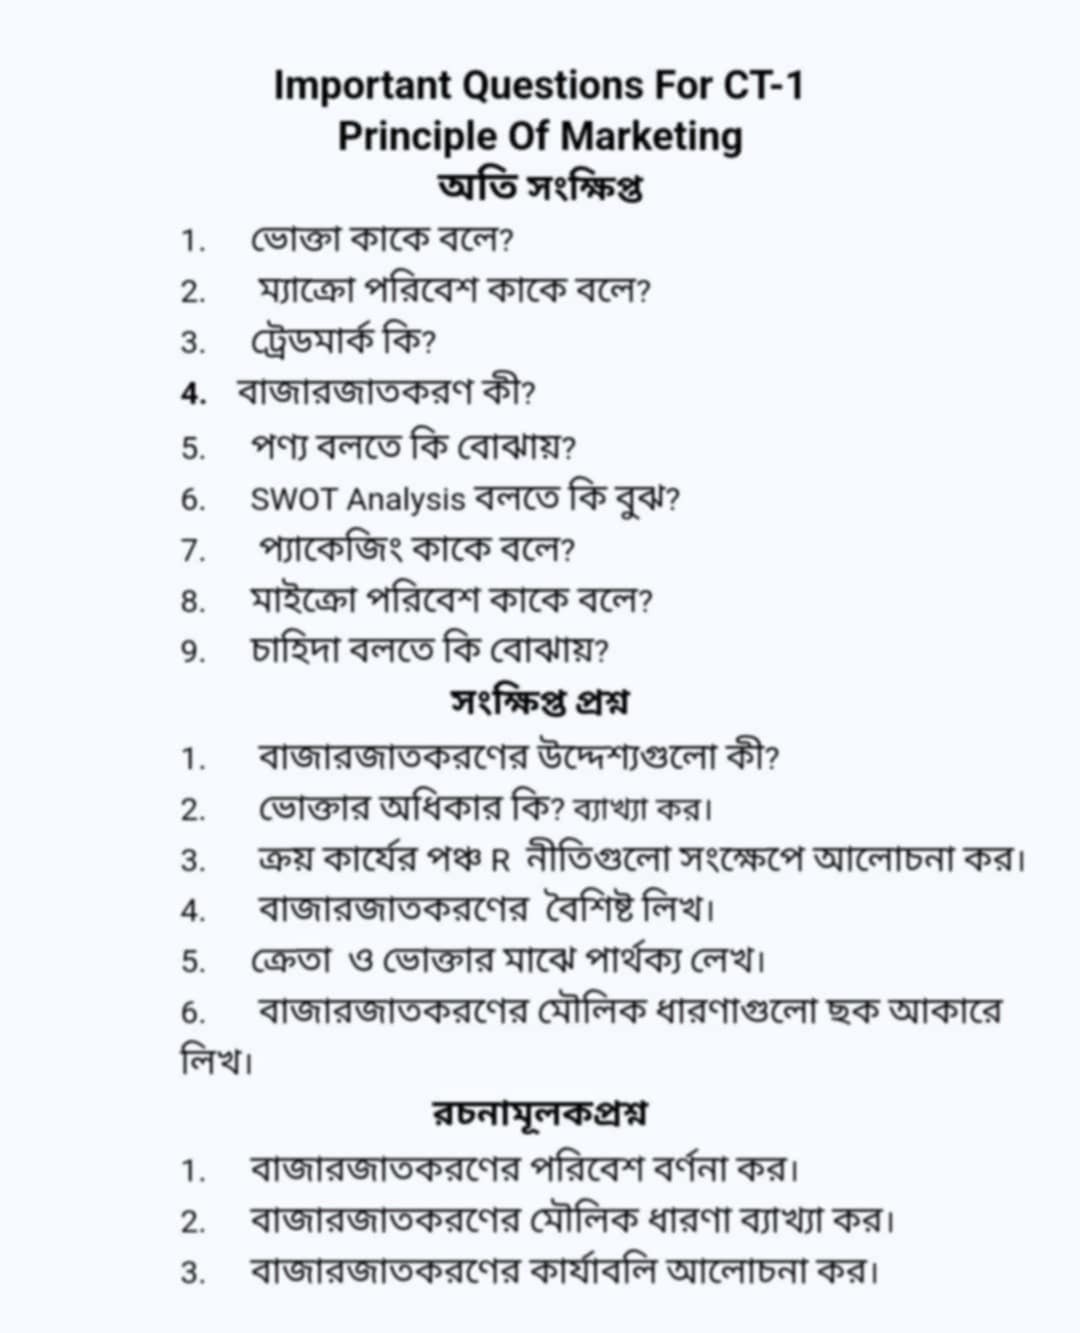 Important Questions For CT-1
Principle Of Marketing
অতি সংক্ষিপ্ত
1. ভোক্তা কাকে বলে?
2. ম্যাক্রো পরিবেশ কাকে বলে?
3. ট্রেডমার্ক কি?
4. বাজারজাতকরণ কী?
5. পণ্য বলতে কি বোঝায়?
6. SWOT Analysis বলতে কি বুঝ?
7. প্যাকেজিং কাকে বলে?
8. মাইক্রো পরিবেশ কাকে বলে?
9. চাহিদা বলতে কি বোঝায়?
সংক্ষিপ্ত প্রশ্ন
1. বাজারজাতকরণের উদ্দেশ্যগুলো কী?
2. ভোক্তার অধিকার কি? ব্যাখ্যা কর।
3. ক্রয় কার্যের পঞ্চ R নীতিগুলো সংক্ষেপে আলোচনা কর।
4. বাজারজাতকরণের বৈশিষ্ট লিখ।
5. ক্রেতা ও ভোক্তার মাঝে পার্থক্য লেখ।
6. বাজারজাতকরণের মৌলিক ধারণাগুলো ছক আকারে
লিখ।
রচনামূলকপ্রশ্ন
1. বাজারজাতকরণের পরিবেশ বর্ণনা কর।
2. বাজারজাতকরণের মৌলিক ধারণা ব্যাখ্যা কর।
3. বাজারজাতকরণের কার্যাবলি আলোচনা কর।